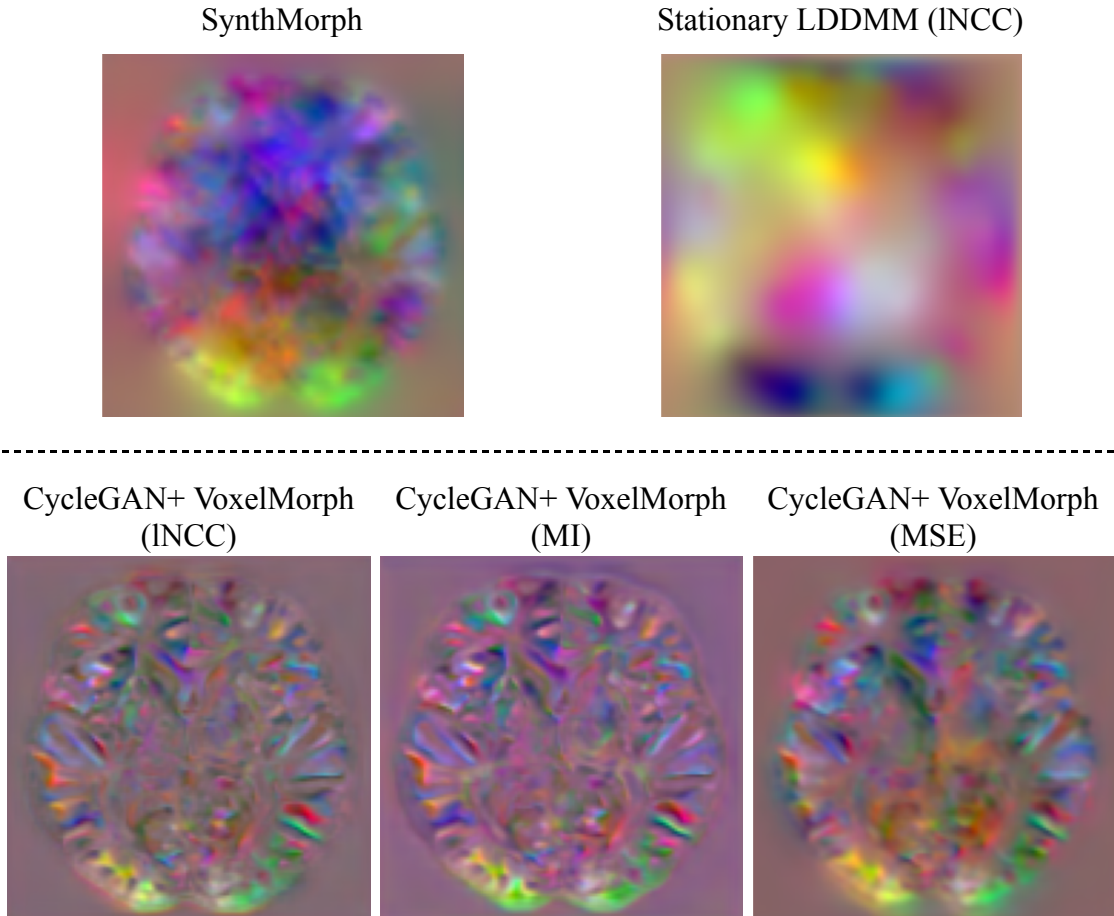 SynthMorph
Stationary LDDMM (lNCC)
CycleGAN+ VoxelMorph
(lNCC)
CycleGAN+ VoxelMorph
(MI)
CycleGAN+ VoxelMorph
(MSE)